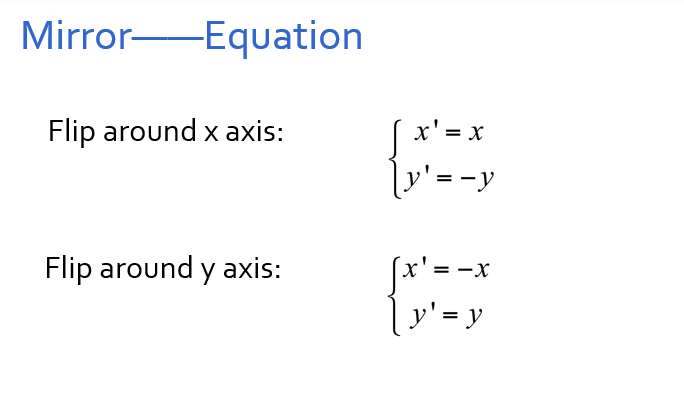 Mirror——Equation
Flip around x axis:
x' = x
y' = −y
Flip around y axis:
x' = −x
y' = y